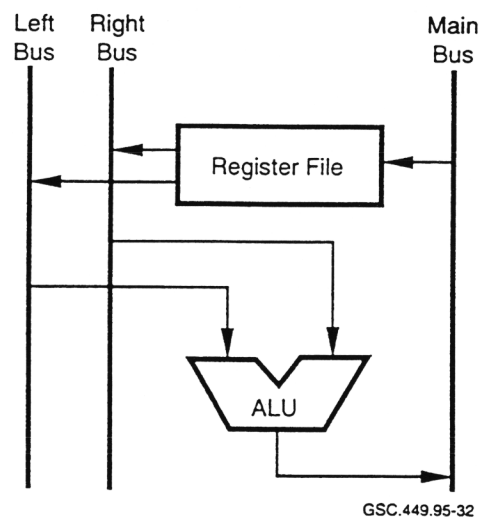 Left
Bus
Right
Bus
Main
Bus
Register File
ALU
GSC.449.95-32